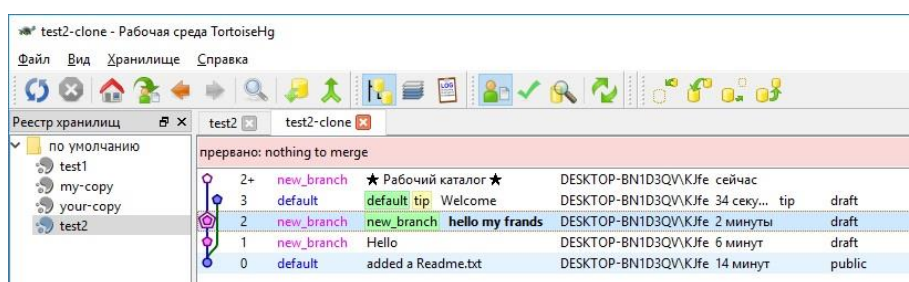 test2-clone - Рабочая среда TortoiseHg
Файл Вид Хранилище Справка
LOG
Реестр хранилищ
test2 test2-clone
по умолчанию
test1
my-copy
your-copy
test2
прервано: nothing to merge
2+ new_branch ★ Рабочий каталог ★ DESKTOP-BN1D3QV\KJfe сейчас
3 default default tip Welcome DESKTOP-BN1D3QV\KJfe 34 секу... tip draft
2 new_branch new_branch hello my frands DESKTOP-BN1D3QV\KJfe 2 минуты draft
1 new_branch Hello DESKTOP-BN1D3QV\KJfe 6 минут draft
0 default added a Readme.txt DESKTOP-BN1D3QV\KJfe 14 минут public